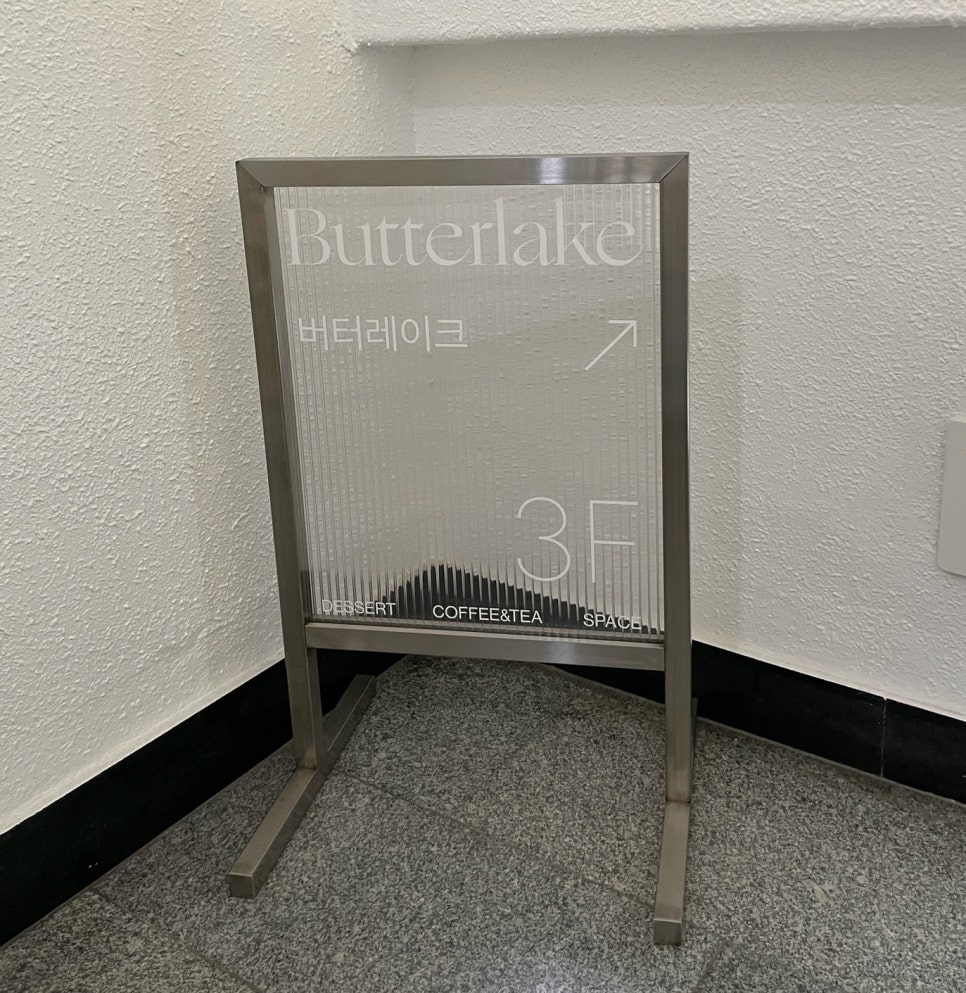 Butterlake
버터레이크 ↗
3F
DESSERT COFFEE&TEA SPACE